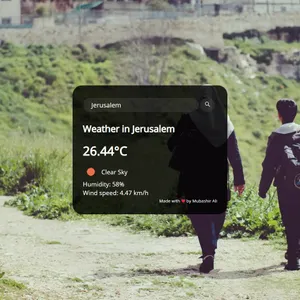 Jerusalem
Weather in Jerusalem
26.44°C
Clear Sky
Humidity: 58%
Wind speed: 4.47 km/h
Made with ❤ by Mubashir Ab